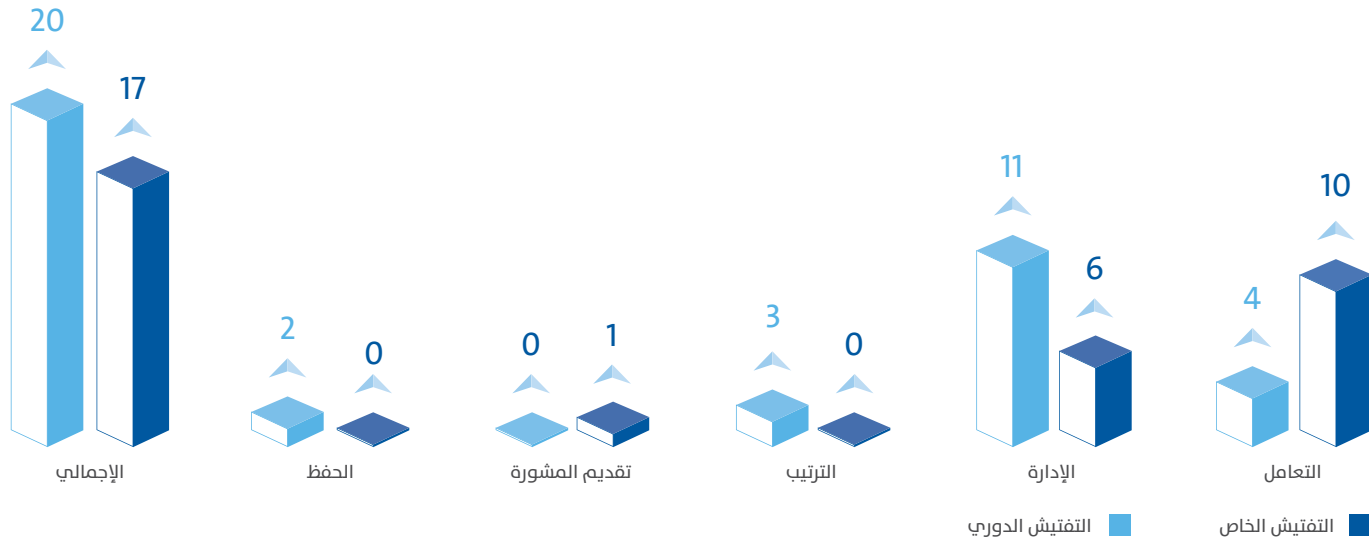 20
17
11
10
6
4
3
2
1
0
0
0
0
التعامل
الإدارة
الترتيب
تقديم المشورة
الحفظ
الإجمالي
التفتيش الخاص
التفتيش الدوري